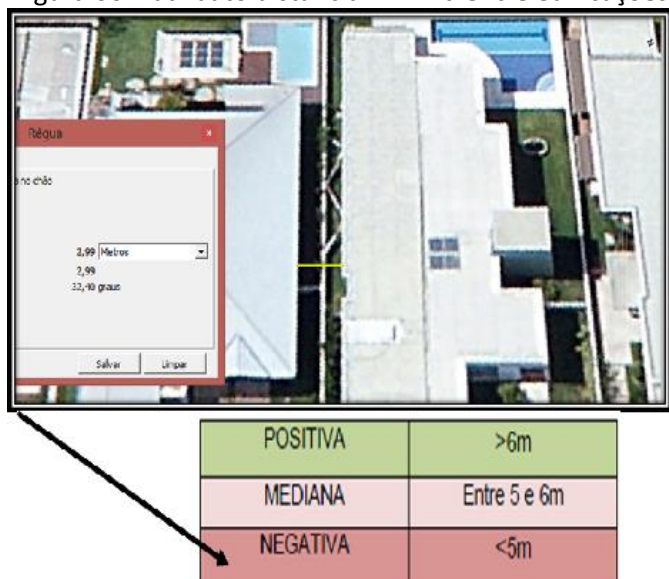 Régua
no chão
2,99 Metros
2,99
32,40 graus
Salvar Limpar
POSITIVA >6m
MEDIANA Entre 5 e 6m
NEGATIVA <5m